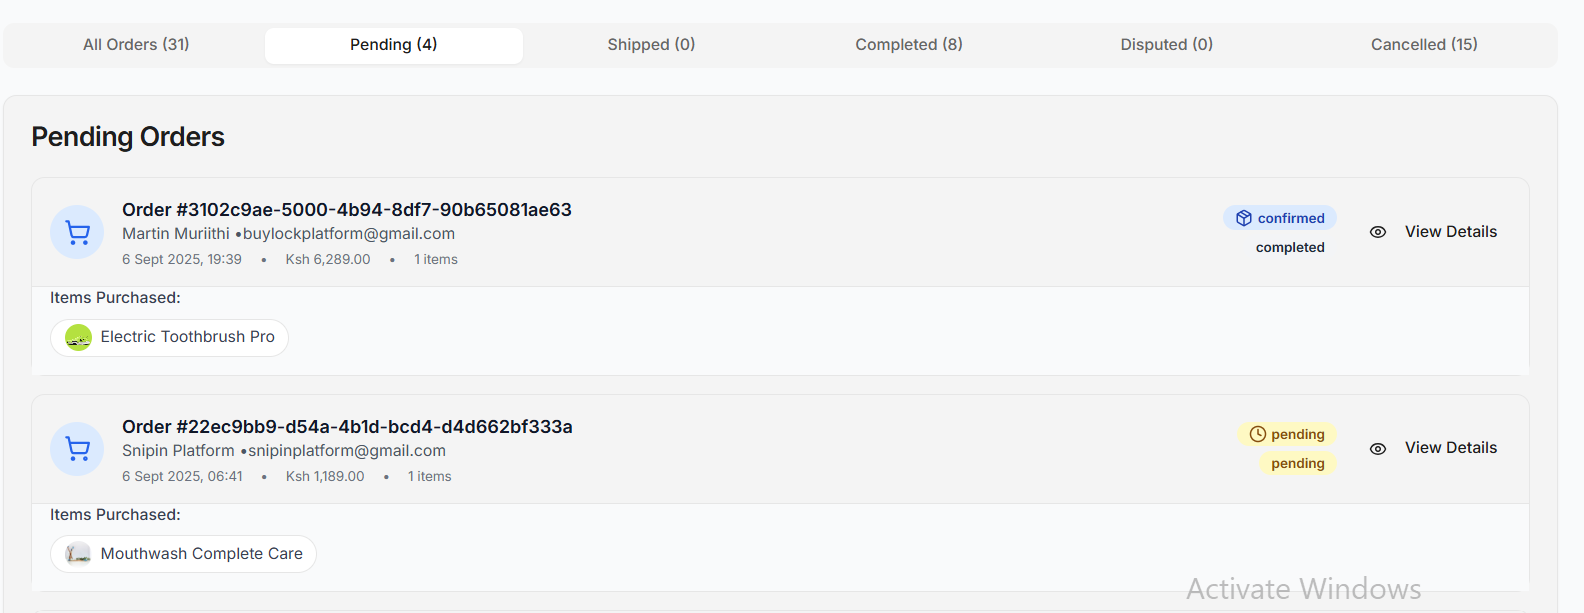 All Orders (31) Pending (4) Shipped (0) Completed (8) Disputed (0) Cancelled (15)
Pending Orders
Order #3102c9ae-5000-4b94-8df7-90b65081ae63
Martin Muriithi •buylockplatform@gmail.com
6 Sept 2025, 19:39 • Ksh 6,289.00 • 1 items
confirmed
completed
View Details
Items Purchased:
Electric Toothbrush Pro
Order #22ec9bb9-d54a-4b1d-bcd4-d4d662bf333a
Snipin Platform •snipinplatform@gmail.com
6 Sept 2025, 06:41 • Ksh 1,189.00 • 1 items
pending
pending
View Details
Items Purchased:
Mouthwash Complete Care
Activate Windows